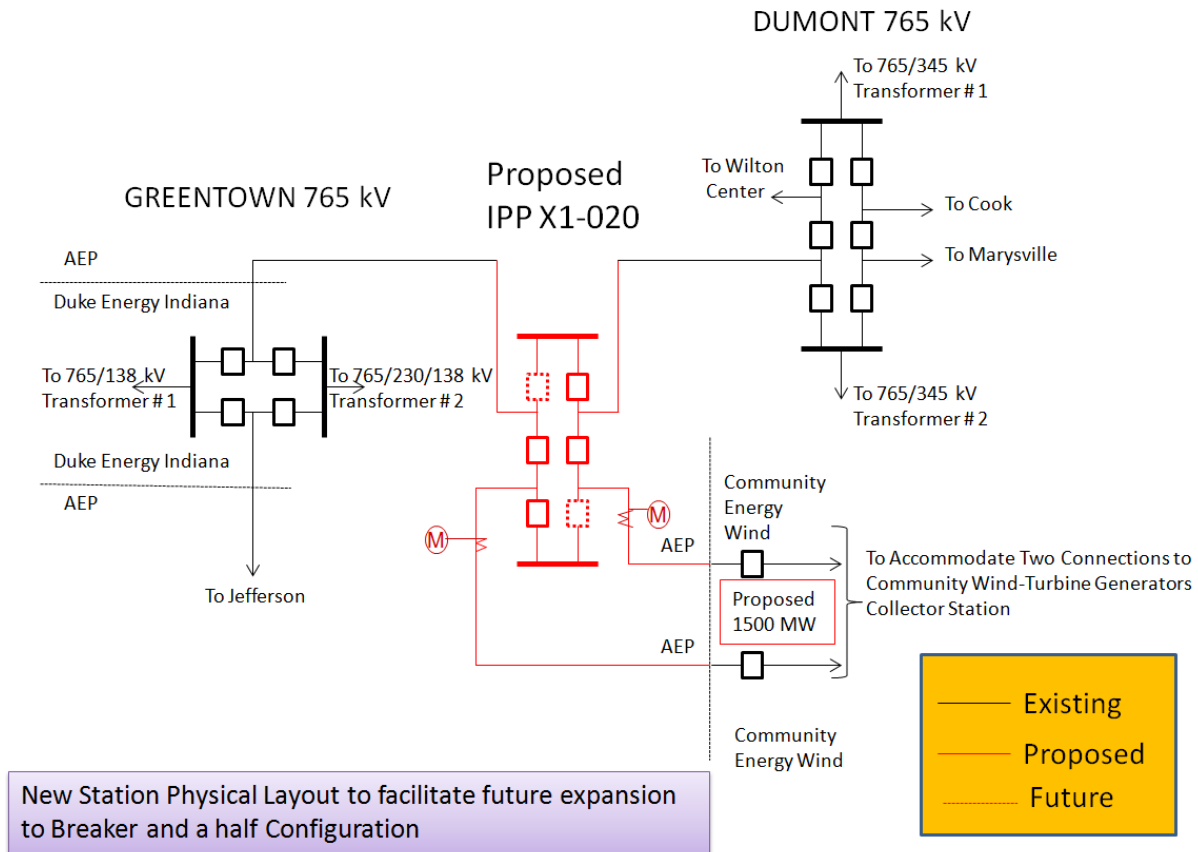 DUMONT 765 kV
To 765/345 kV
Transformer # 1
To Wilton
Center
To Cook
To Marysville
To 765/345 kV
Transformer # 2
Proposed
IPP X1-020
GREENTOWN 765 kV
AEP
Duke Energy Indiana
To 765/138 kV
Transformer # 1
To 765/230/138 kV
Transformer # 2
Duke Energy Indiana
AEP
To Jefferson
M
M
Community
Energy
Wind
AEP
Proposed
1500 MW
AEP
To Accommodate Two Connections to
Community Wind-Turbine Generators
Collector Station
Community
Energy Wind
Existing
Proposed
Future
New Station Physical Layout to facilitate future expansion
to Breaker and a half Configuration